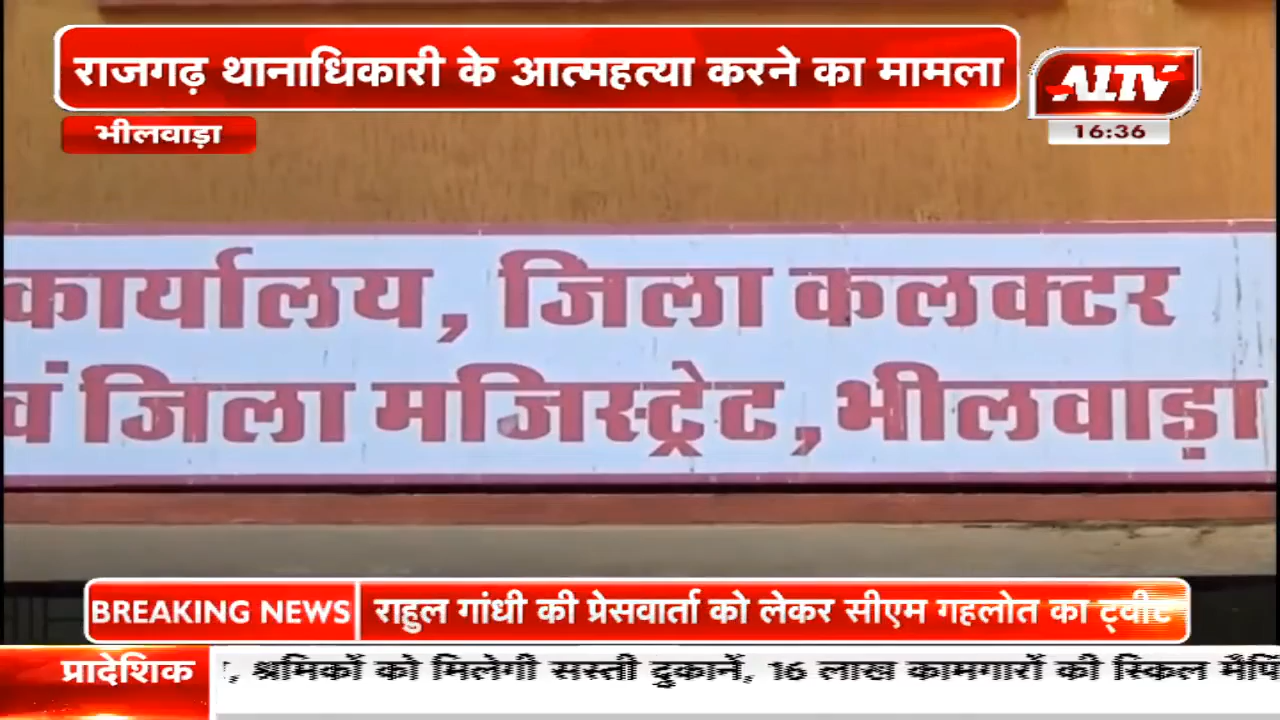 राजगढ़ थानाधिकारी के आत्महत्या करने का मामला
ALTV
16:36
भीलवाड़ा
कार्यालय, जिला कलक्टर
वं जिला मजिस्ट्रेट, भीलवाड़ा
BREAKING NEWS राहुल गांधी की प्रेसवार्ता को लेकर सीएम गहलोत का ट्वीट
प्रादेशिक श्रमिकों को मिलेगी सस्ती दुकानें, 16 लाख कामगारों की स्किल